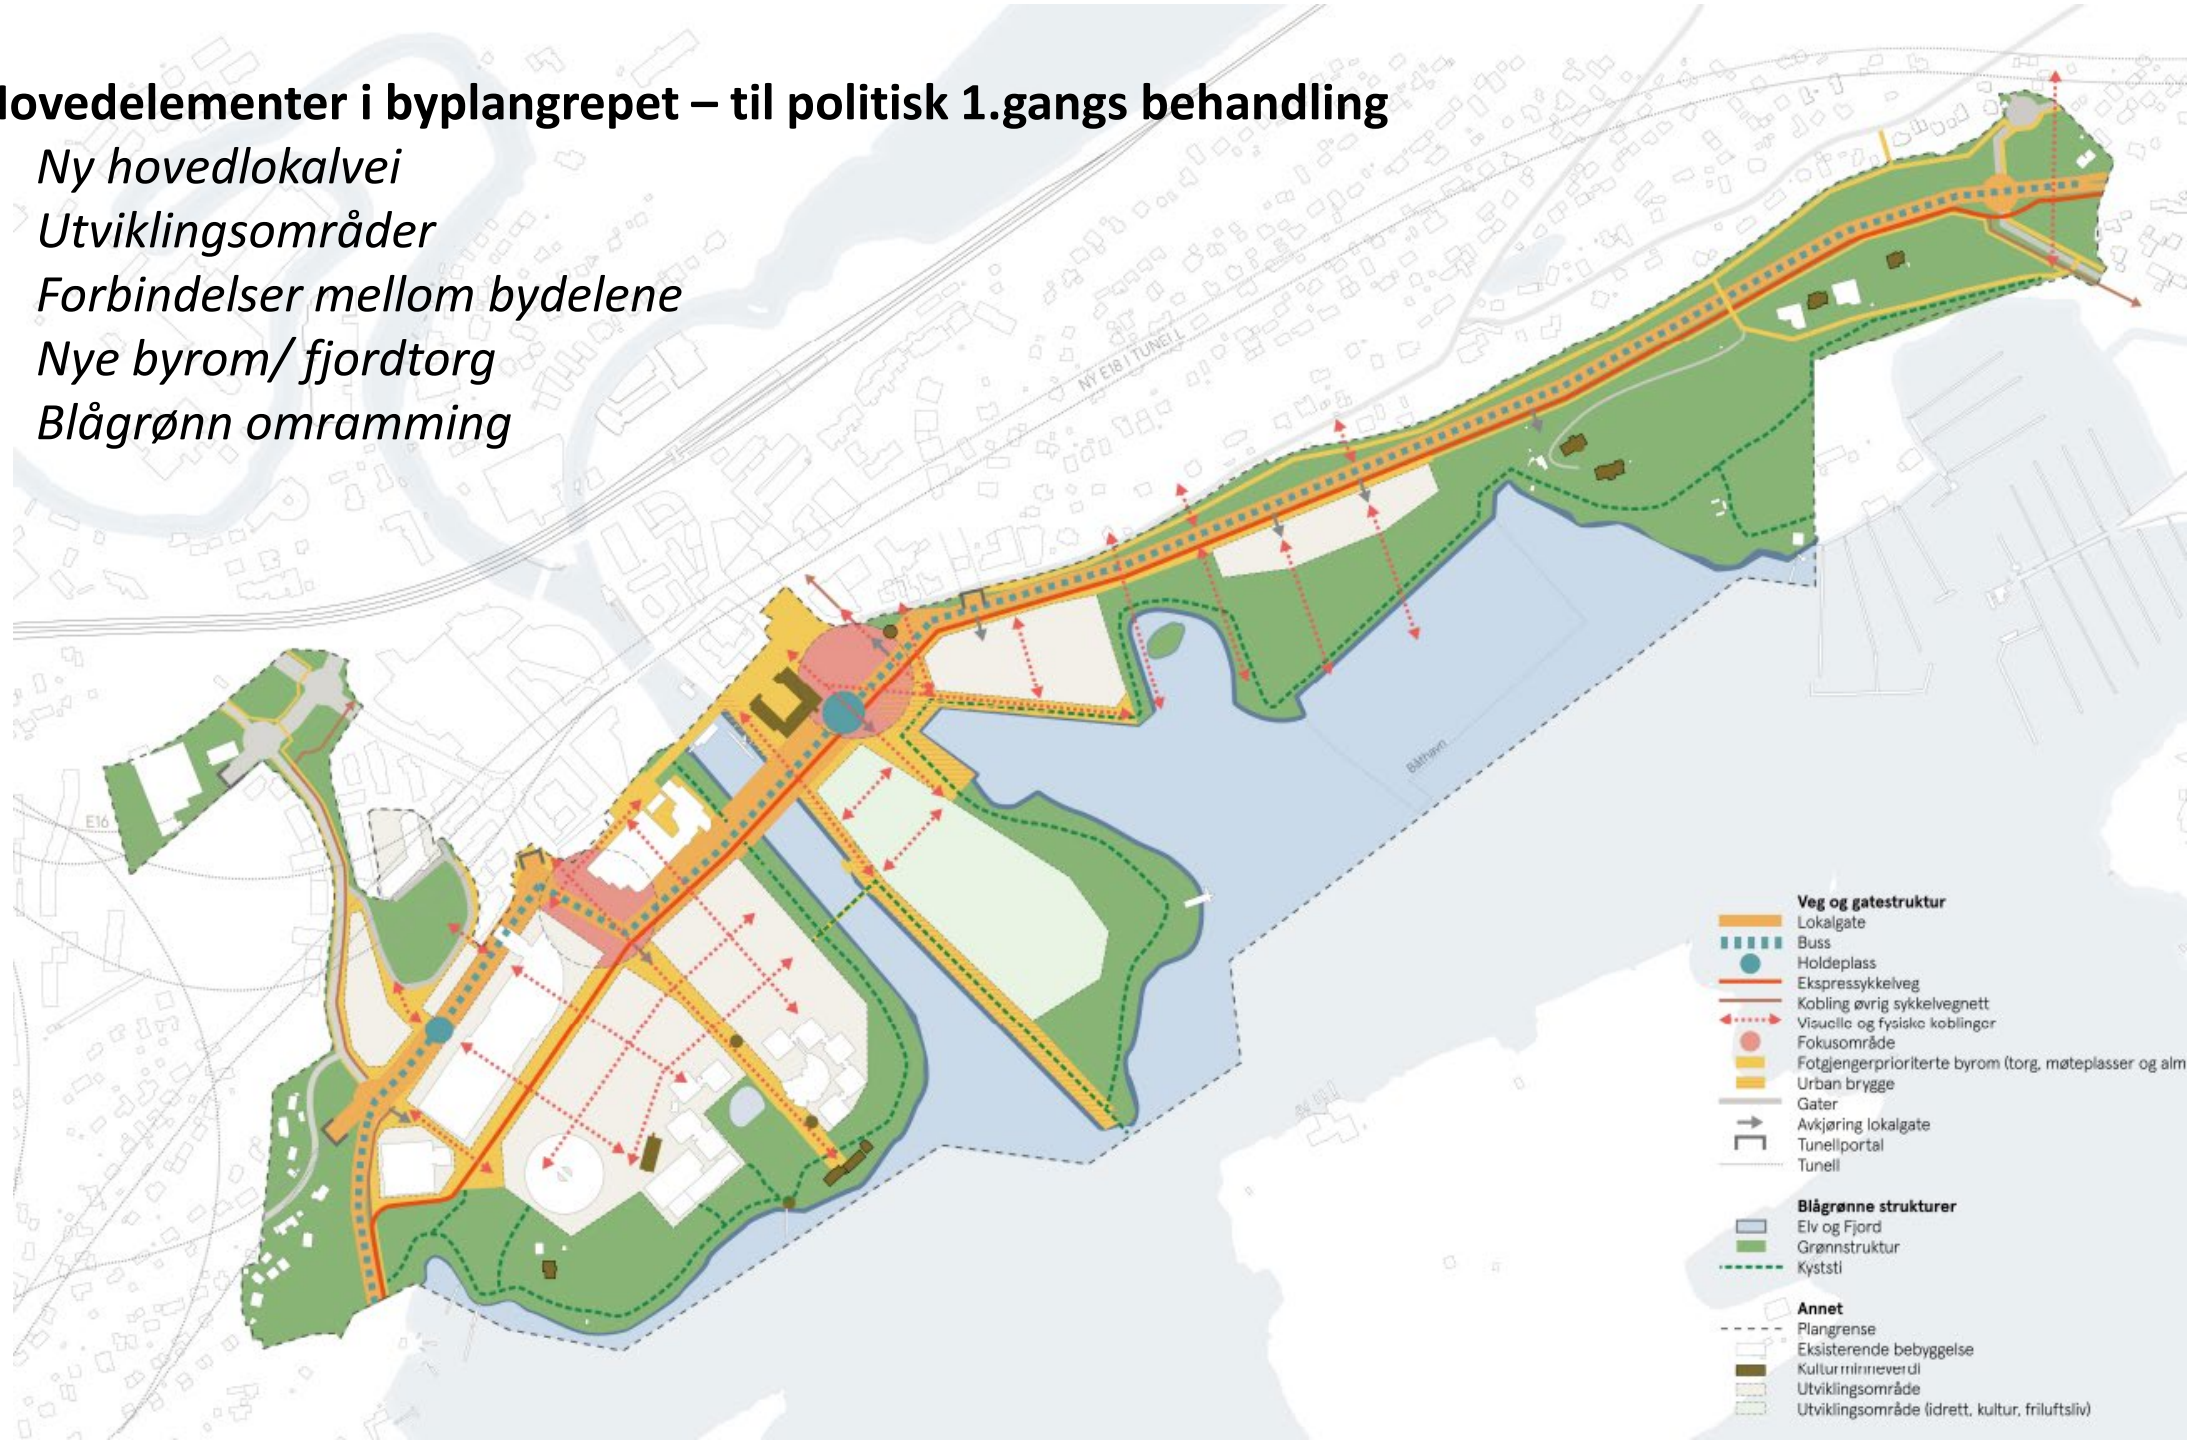 Hovedelementer i byplangrepet – til politisk 1.gangs behandling
Ny hovedlokalvei
Utviklingsområder
Forbindelser mellom bydelene
Nye byrom/ fjordtorg
Blågrønn omramming
NY E18 I TUNELL
E16
Båthavn
Veg og gatestruktur
Lokalgate
Buss
Holdeplass
Ekspressykkelveg
Kobling øvrig sykkelvegnett
Visuelle og fysiske koblinger
Fokusområde
Fotgjengerprioriterte byrom (torg, møteplasser og alm
Urban brygge
Gater
Avkjøring lokalgate
Tunellportal
Tunell
Blågrønne strukturer
Elv og Fjord
Grønnstruktur
Kyststi
Annet
Plangrense
Eksisterende bebyggelse
Kulturminneverdi
Utviklingsområde
Utviklingsområde (idrett, kultur, friluftsliv)